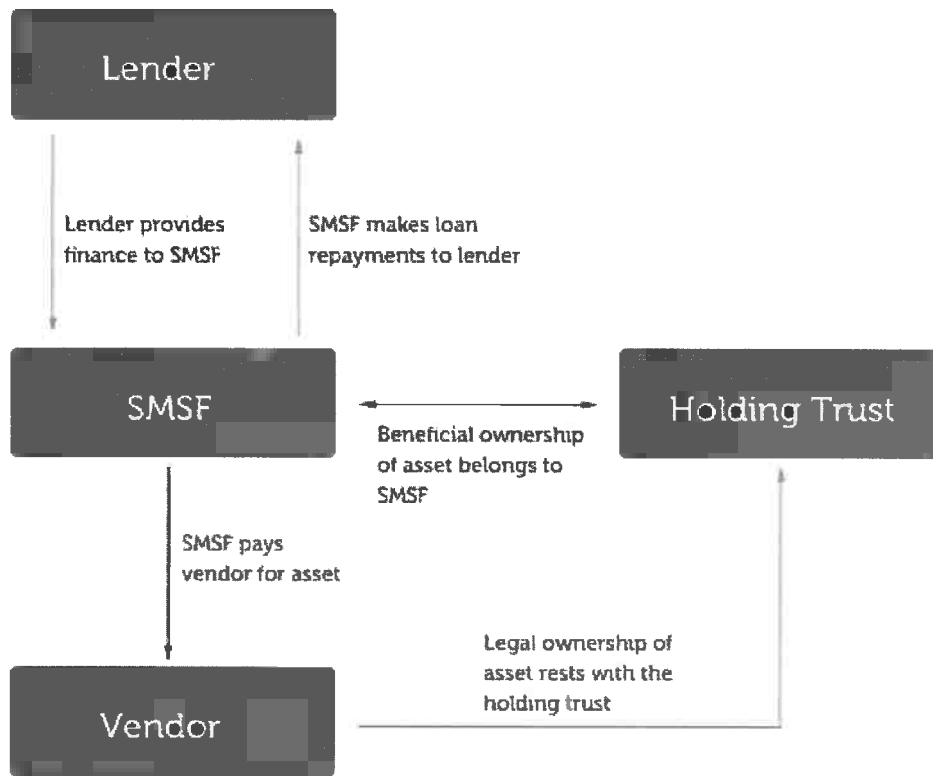 Lender
Lender provides
finance to SMSF
SMSF makes loan
repayments to lender
SMSF
Holding Trust
Beneficial ownership
of asset belongs to
SMSF
SMSF pays
vendor for asset
Legal ownership of
asset rests with the
holding trust
Vendor